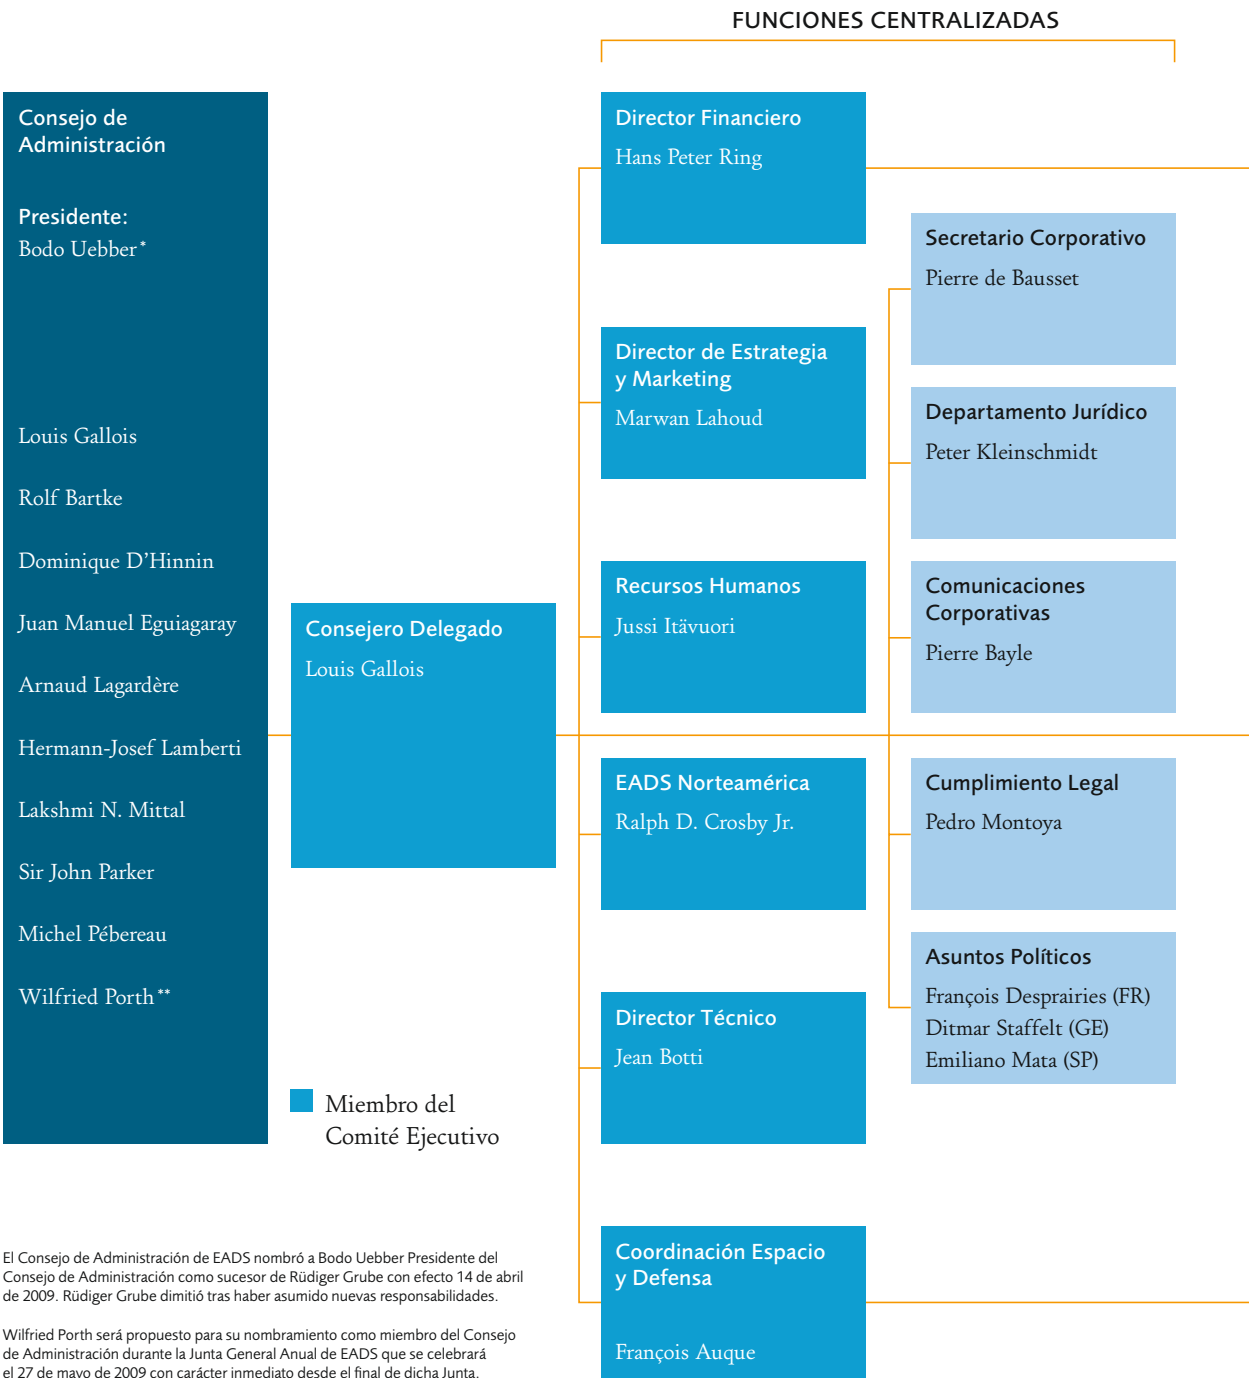 FUNCIONES CENTRALIZADAS
Consejo de
Administración
Presidente:
Bodo Uebber*
Louis Gallois
Rolf Bartke
Dominique D’Hinnin
Juan Manuel Eguiagaray
Arnaud Lagardère
Hermann-Josef Lamberti
Lakshmi N. Mittal
Sir John Parker
Michel Pébereau
Wilfried Porth**
Consejero Delegado
Louis Gallois
Miembro del
Comité Ejecutivo
Director Financiero
Hans Peter Ring
Director de Estrategia
y Marketing
Marwan Lahoud
Recursos Humanos
Jussi Itävuori
EADS Norteamérica
Ralph D. Crosby Jr.
Director Técnico
Jean Botti
Coordinación Espacio
y Defensa
François Auque
Secretario Corporativo
Pierre de Bausset
Departamento Jurídico
Peter Kleinschmidt
Comunicaciones
Corporativas
Pierre Bayle
Cumplimiento Legal
Pedro Montoya
Asuntos Políticos
François Desprairies (FR)
Ditmar Staffelt (GE)
Emiliano Mata (SP)
El Consejo de Administración de EADS nombró a Bodo Uebber Presidente del
Consejo de Administración como sucesor de Rüdiger Grube con efecto 14 de abril
de 2009. Rüdiger Grube dimitió tras haber asumido nuevas responsabilidades.
Wilfried Porth será propuesto para su nombramiento como miembro del Consejo
de Administración durante la Junta General Anual de EADS que se celebrará
el 27 de mayo de 2009 con carácter inmediato desde el final de dicha Junta.